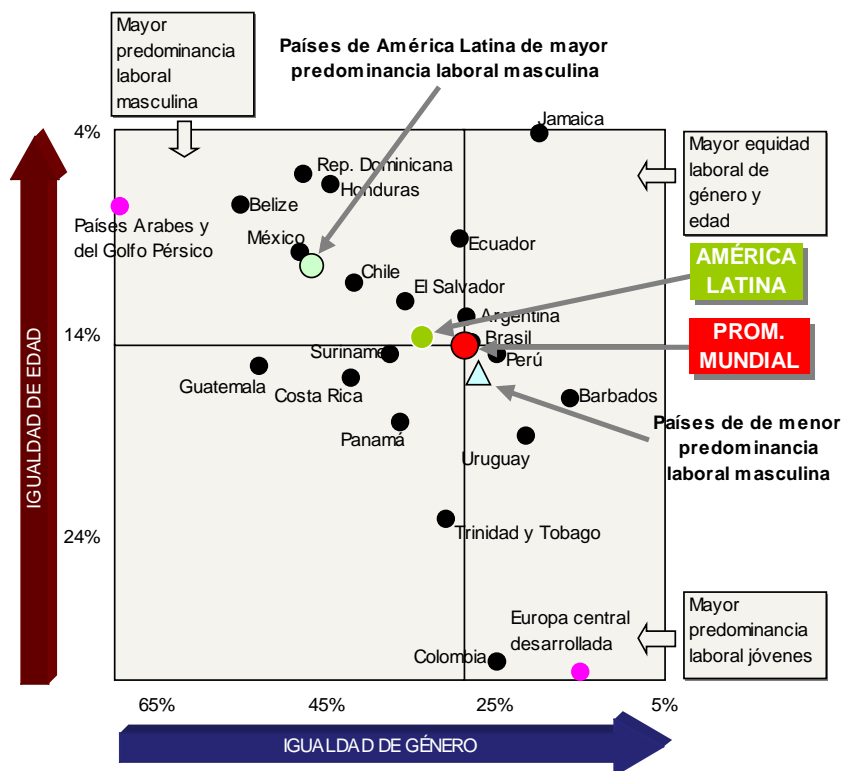 Mayor
predominancia
laboral
masculina
Países de América Latina de mayor
predominancia laboral masculina
Jamaica
4%
Mayor equidad
laboral de
género y
edad
Rep. Dominicana
Honduras
Belize
Países Arabes y
del Golfo Pérsico
México
Ecuador
AMÉRICA
LATINA
Chile
El Salvador
Argentina
14%
Brasil
PROM.
MUNDIAL
Suriname
Perú
Guatemala
Costa Rica
Barbados
Panamá
Países de de menor
predominancia
laboral masculina
Uruguay
IGUALDAD DE EDAD
24%
Trinidad y Tobago
Europa central
desarrollada
Mayor
predominancia
laboral jóvenes
Colombia
65%
45%
25%
5%
IGUALDAD DE GÉNERO